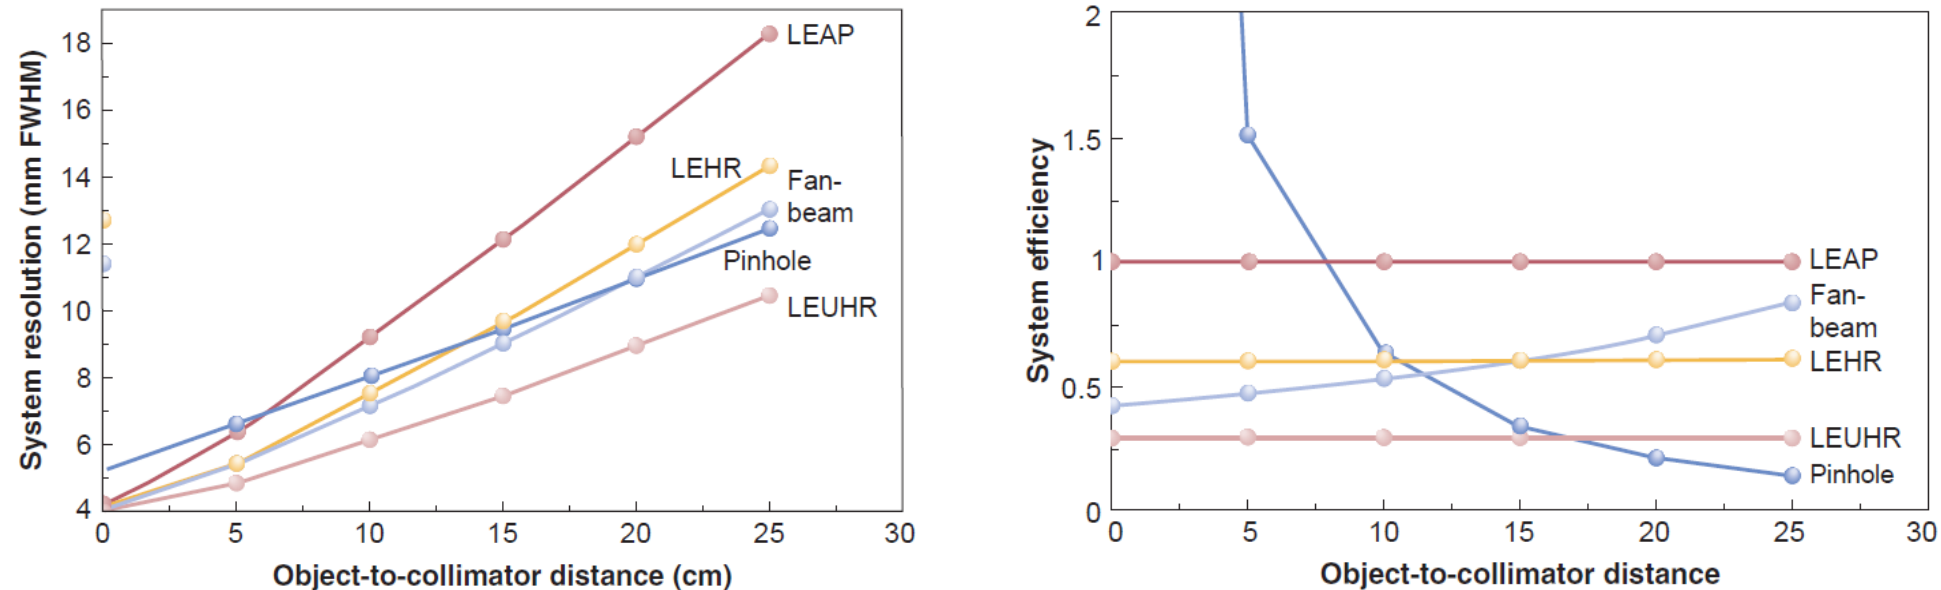 System resolution (mm FWHM)
18
16
14
12
10
8
6
4
0
5
10
15
20
25
30
Object-to-collimator distance (cm)
LEAP
LEHR
Fan-
beam
Pinhole
LEUHR
System efficiency
2
1.5
1
0.5
0
0
5
10
15
20
25
30
Object-to-collimator distance
LEAP
Fan-
beam
LEHR
LEUHR
Pinhole